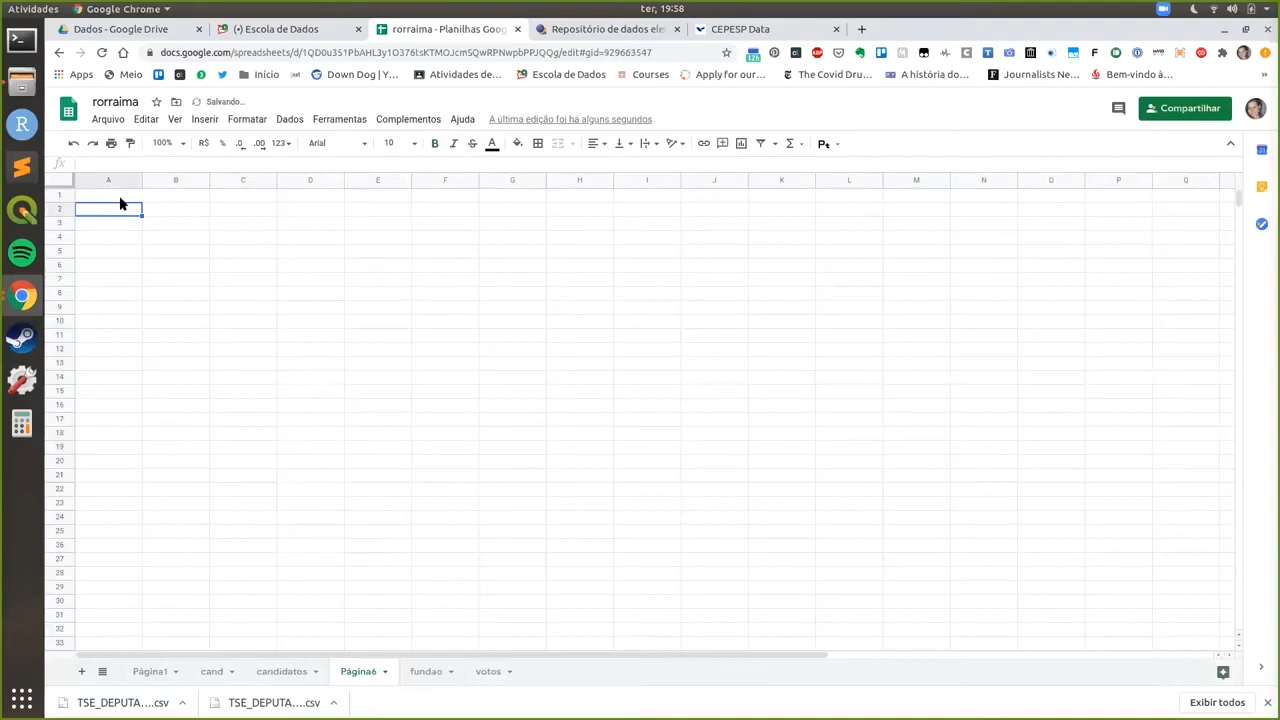 Atividades
Google Chrome
ter, 19:58
Dados - Google Drive
(•) Escola de Dados
rorraima - Planilhas Goog
Repositório de dados elet
CEPESP Data
docs.google.com/spreadsheets/d/1QD0u351PbAHL3y1O376tsKTMOJcmSQwRPNwpbPPJQQg/edit#gid=929663547
12h
Apps
Meio
Início
Down Dog | Y...
Atividades de...
Escola de Dados
Courses
Apply for our...
The Covid Dru...
A história do...
Journalists Ne...
Bem-vindo à...
rorraima
Salvando...
Arquivo Editar Ver Inserir Formatar Dados Ferramentas Complementos Ajuda
A última edição foi há alguns segundos
Compartilhar
100% R$ % .0 .00 123 Arial 10 B I S A Σ
fx
A B C D E F G H I J K L M N O P Q
1
2
3
4
5
6
7
8
9
10
11
12
13
14
15
16
17
18
19
20
21
22
23
24
25
26
27
28
29
30
31
32
33
Página1
cand
candidatos
Página6
fundao
votos
TSE_DEPUTA....csv
TSE_DEPUTA....csv
Exibir todos